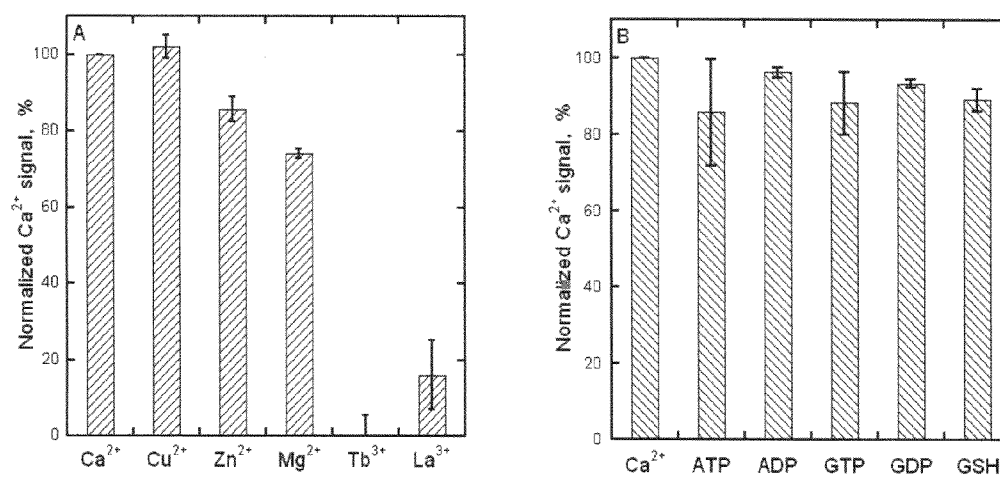 A
Normalized Ca²⁺ signal, %
100
80
60
40
20
0
Ca²⁺ Cu²⁺ Zn²⁺ Mg²⁺ Tb³⁺ La³⁺
B
Normalized Ca²⁺ signal, %
100
80
60
40
20
0
Ca²⁺ ATP ADP GTP GDP GSH